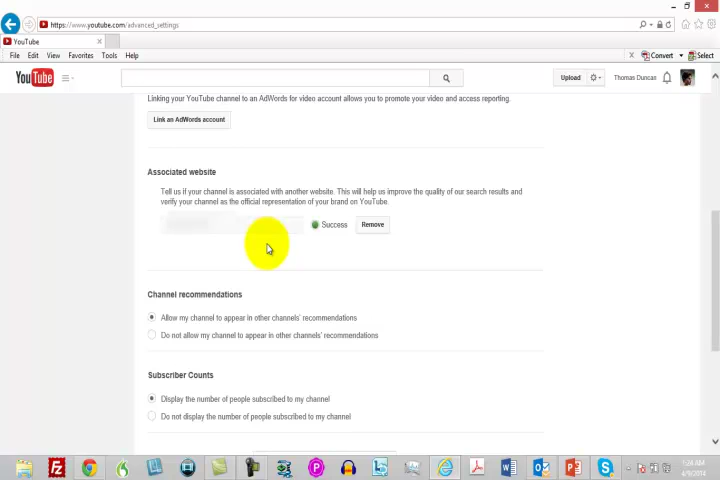 https://www.youtube.com/advanced_settings
YouTube
File Edit View Favorites Tools Help
Convert Select
YouTube
Upload
Thomas Duncan
Linking your YouTube channel to an AdWords for video account allows you to promote your video and access reporting.
Link an AdWords account
Associated website
Tell us if your channel is associated with another website. This will help us improve the quality of our search results and
verify your channel as the official representation of your brand on YouTube.
Success
Remove
Channel recommendations
Allow my channel to appear in other channels' recommendations
Do not allow my channel to appear in other channels' recommendations
Subscriber Counts
Display the number of people subscribed to my channel
Do not display the number of people subscribed to my channel
4/9/2014